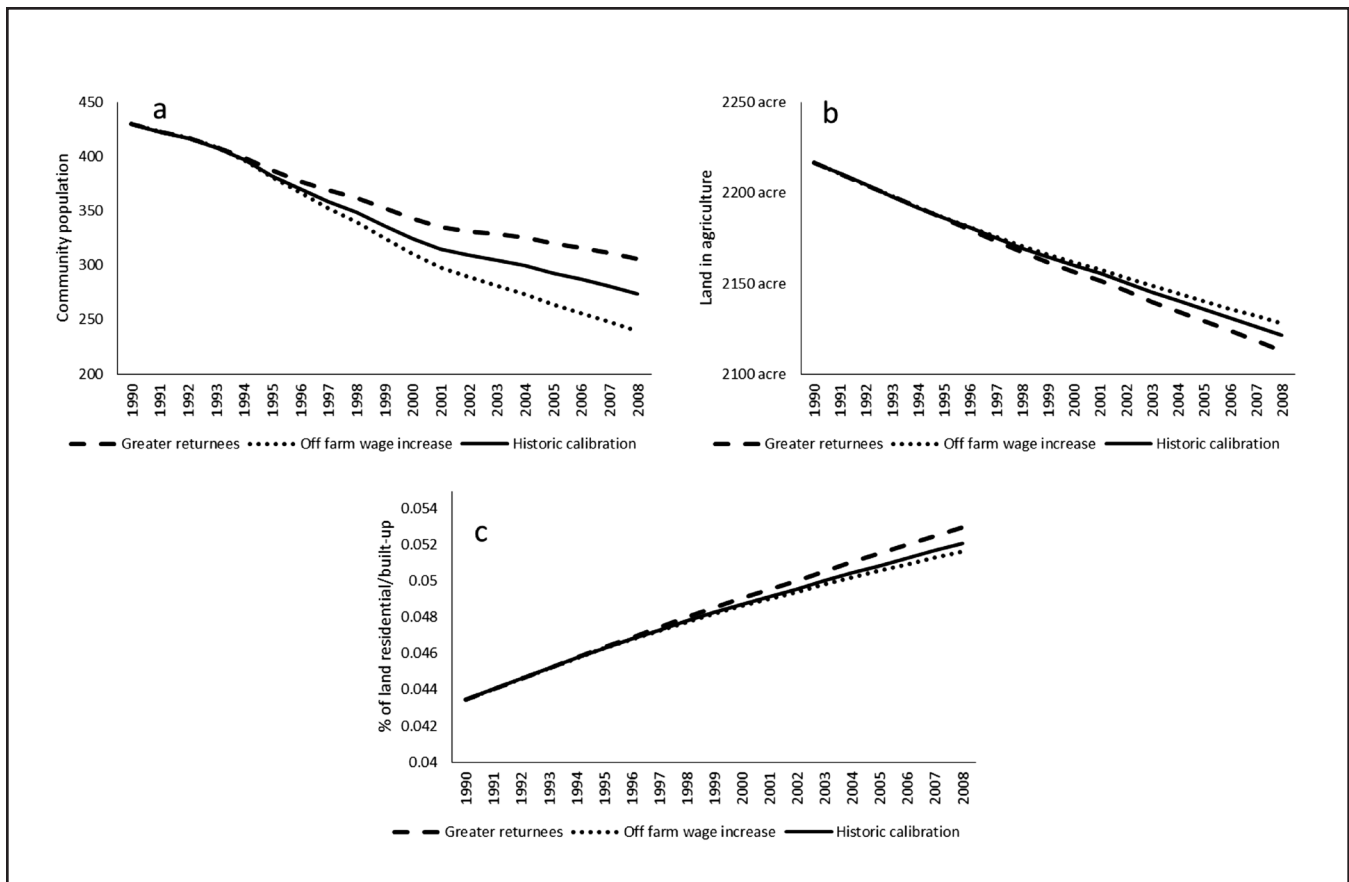 a
Community population
450
400
350
300
250
200
1990 1991 1992 1993 1994 1995 1996 1997 1998 1999 2000 2001 2002 2003 2004 2005 2006 2007 2008
Greater returnees Off farm wage increase Historic calibration
b
Land in agriculture
2250 acre
2200 acre
2150 acre
2100 acre
1990 1991 1992 1993 1994 1995 1996 1997 1998 1999 2000 2001 2002 2003 2004 2005 2006 2007 2008
Greater returnees Off farm wage increase Historic calibration
c
% of land residential/built-up
0.054
0.052
0.05
0.048
0.046
0.044
0.042
0.04
1990 1991 1992 1993 1994 1995 1996 1997 1998 1999 2000 2001 2002 2003 2004 2005 2006 2007 2008
Greater returnees Off farm wage increase Historic calibration